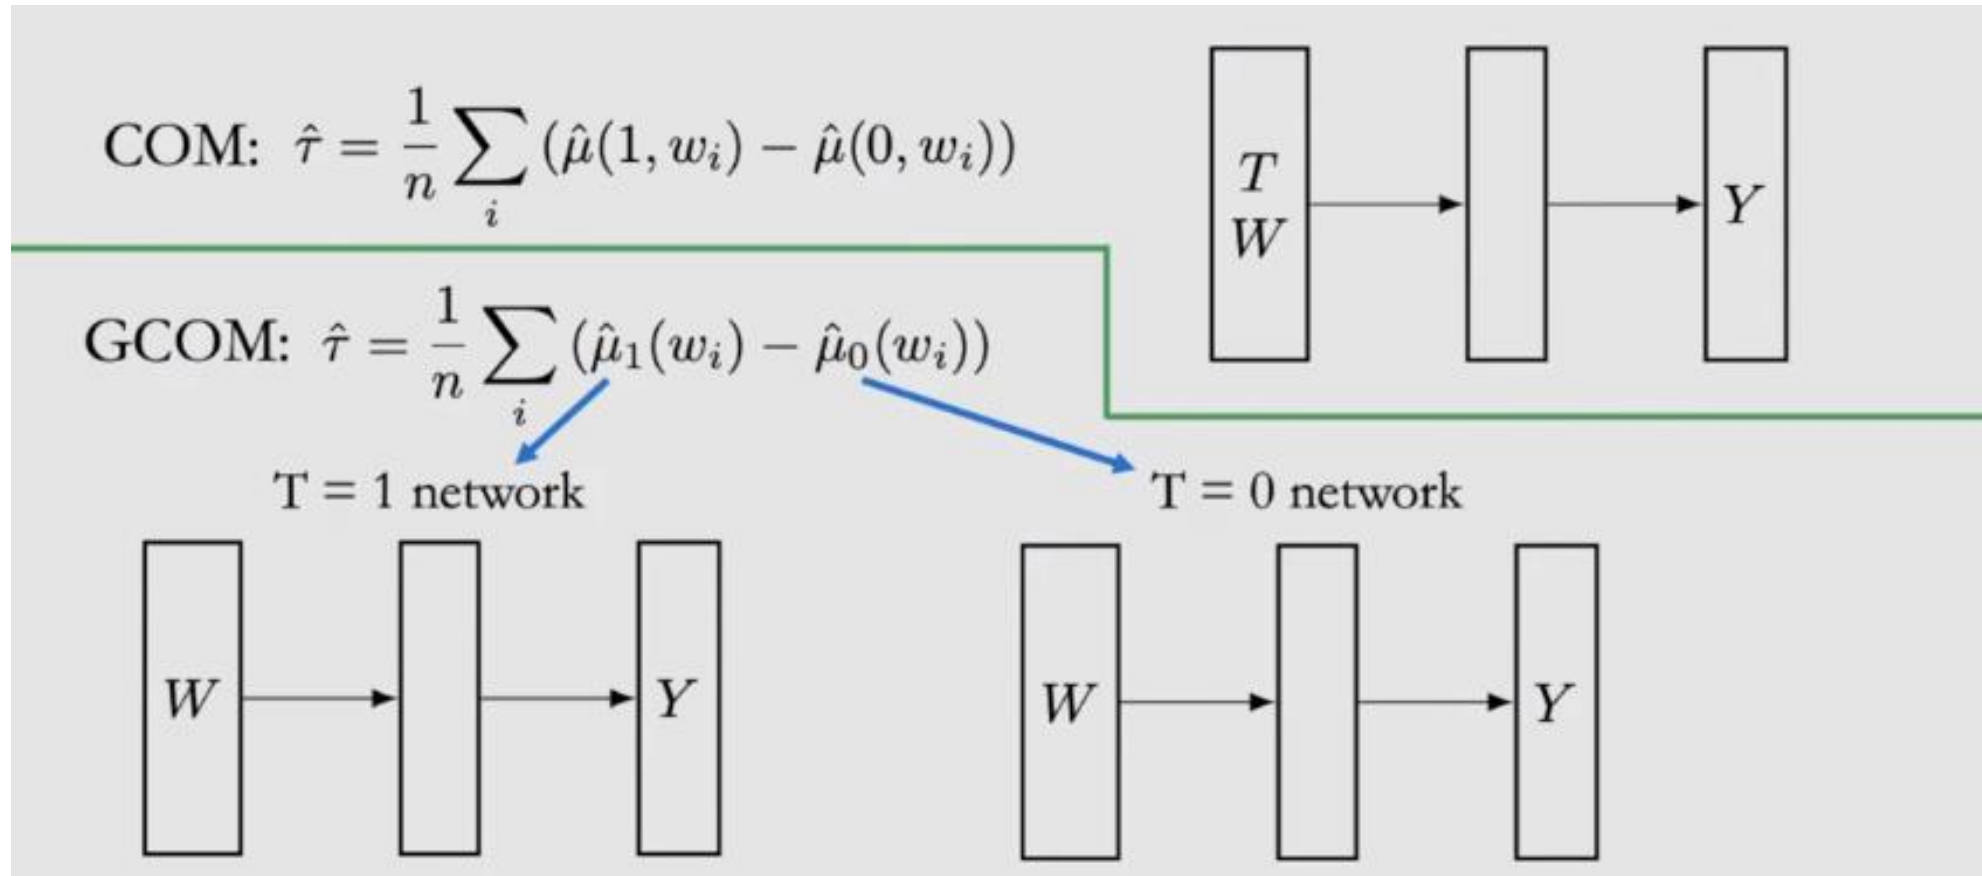 COM: τ̂ = 1/n ∑_i (μ̂(1, w_i) − μ̂(0, w_i))
T
W
Y
GCOM: τ̂ = 1/n ∑_i (μ̂_1(w_i) − μ̂_0(w_i))
T = 1 network
T = 0 network
W
Y
W
Y